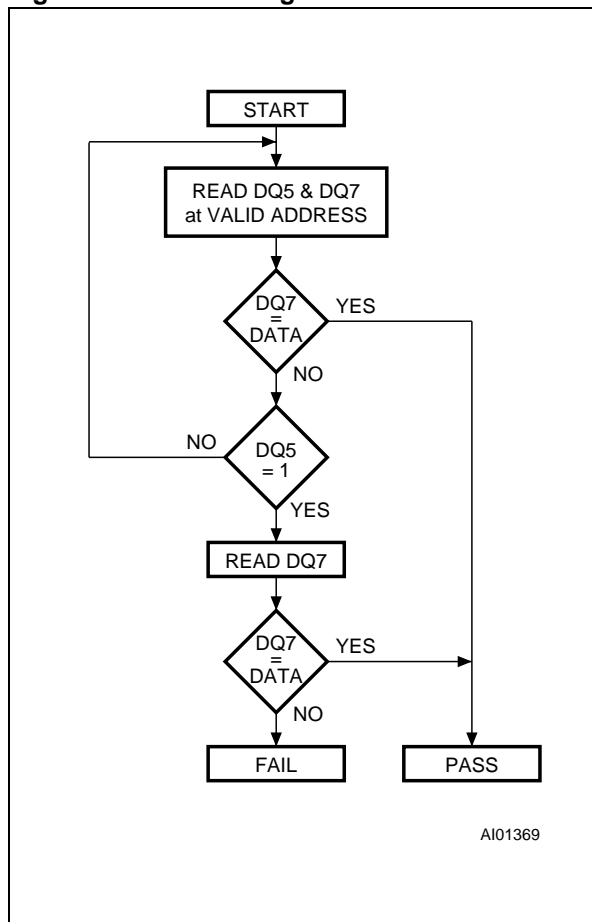 START
READ DQ5 & DQ7
at VALID ADDRESS
DQ7
=
DATA
YES
NO
DQ5
= 1
NO
YES
READ DQ7
DQ7
=
DATA
YES
NO
FAIL
PASS
AI01369